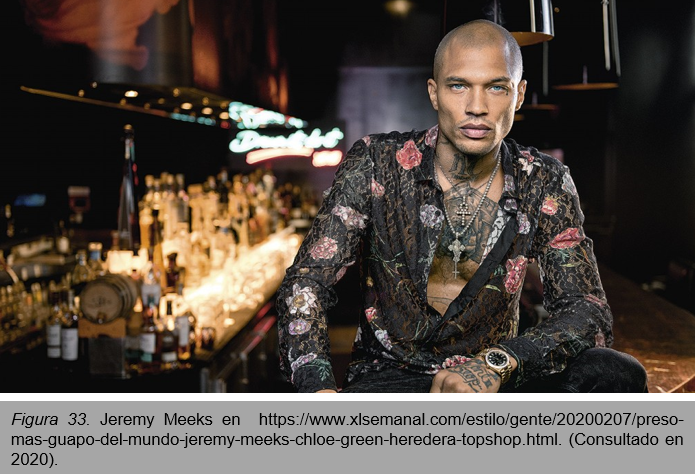 Figura 33. Jeremy Meeks en https://www.xlsemanal.com/estilo/gente/20200207/preso-
mas-guapo-del-mundo-jeremy-meeks-chloe-green-heredera-topshop.html. (Consultado en
2020).